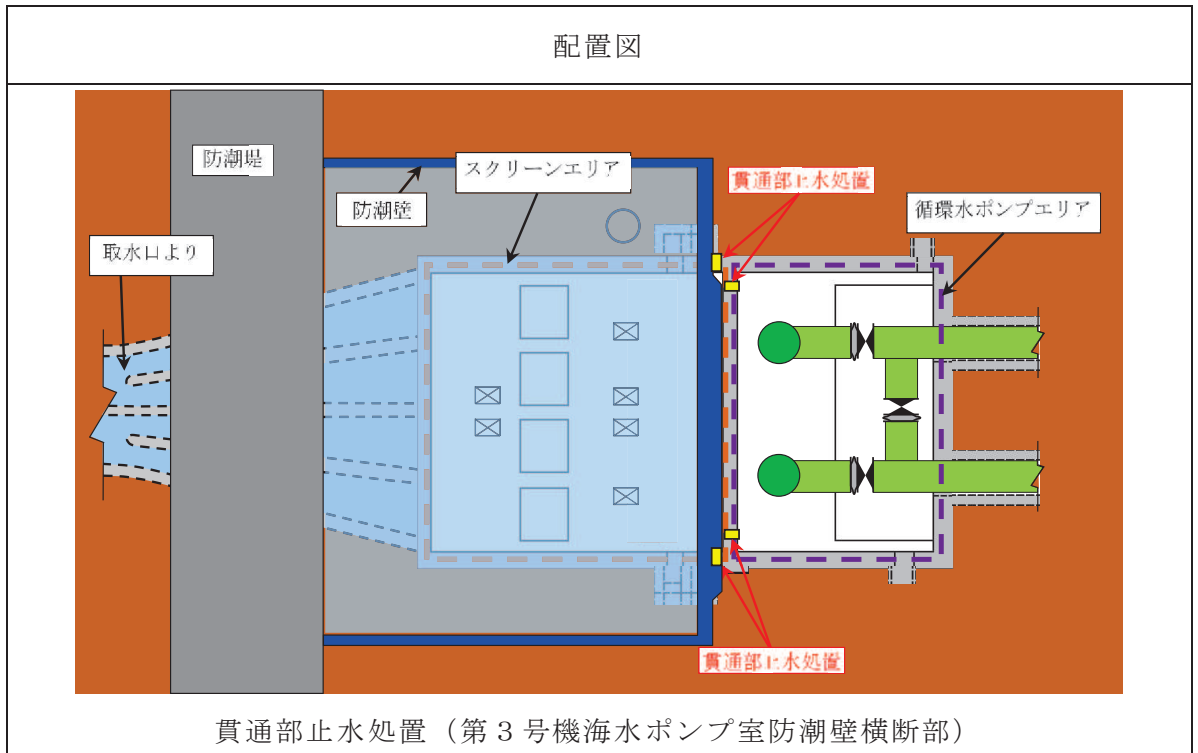 配置図
防潮堤
スクリーンエリア
貫通部止水処置
防潮壁
循環水ポンプエリア
取水口より
貫通部止水処置
貫通部止水処置(第3号機海水ポンプ室防潮壁横断部)